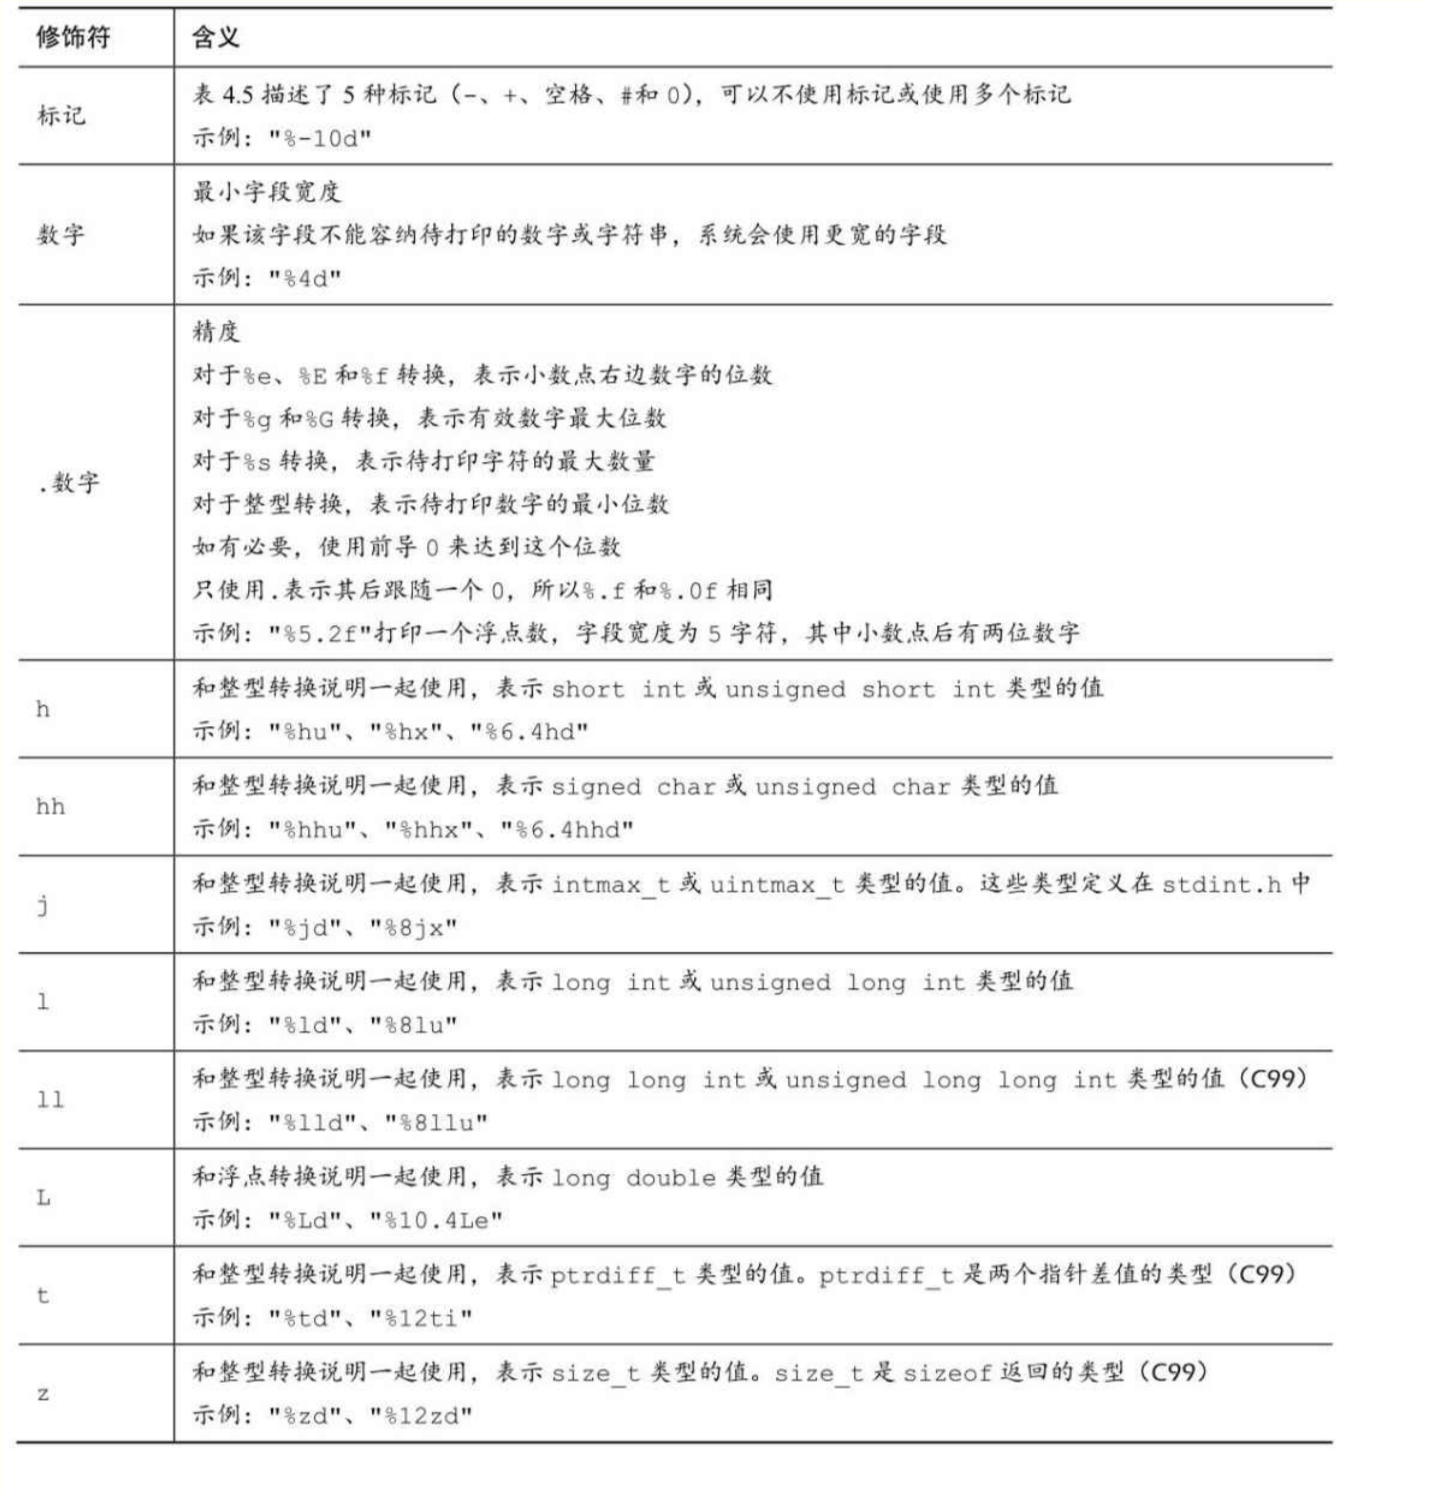 修饰符 含义
标记
表 4.5 描述了 5 种标记（-、+、空格、#和 0），可以不使用标记或使用多个标记
示例："%-10d"
数字
最小字段宽度
如果该字段不能容纳待打印的数字或字符串，系统会使用更宽的字段
示例："%4d"
.数字
精度
对于%e、%E 和%f 转换，表示小数点右边数字的位数
对于%g 和%G 转换，表示有效数字最大位数
对于%s 转换，表示待打印字符的最大数量
对于整型转换，表示待打印数字的最小位数
如有必要，使用前导 0 来达到这个位数
只使用.表示其后跟随一个 0，所以%.f 和%.0f 相同
示例："%5.2f"打印一个浮点数，字段宽度为 5 字符，其中小数点后有两位数字
h
和整型转换说明一起使用，表示 short int 或 unsigned short int 类型的值
示例："%hu"、"%hx"、"%6.4hd"
hh
和整型转换说明一起使用，表示 signed char 或 unsigned char 类型的值
示例："%hhu"、"%hhx"、"%6.4hhd"
j
和整型转换说明一起使用，表示 intmax_t 或 uintmax_t 类型的值。这些类型定义在 stdint.h 中
示例："%jd"、"%8jx"
l
和整型转换说明一起使用，表示 long int 或 unsigned long int 类型的值
示例："%ld"、"%8lu"
ll
和整型转换说明一起使用，表示 long long int 或 unsigned long long int 类型的值（C99）
示例："%lld"、"%8llu"
L
和浮点转换说明一起使用，表示 long double 类型的值
示例："%Ld"、"%10.4Le"
t
和整型转换说明一起使用，表示 ptrdiff_t 类型的值。ptrdiff_t 是两个指针差值的类型（C99）
示例："%td"、"%12ti"
z
和整型转换说明一起使用，表示 size_t 类型的值。size_t 是 sizeof 返回的类型（C99）
示例："%zd"、"%12zd"